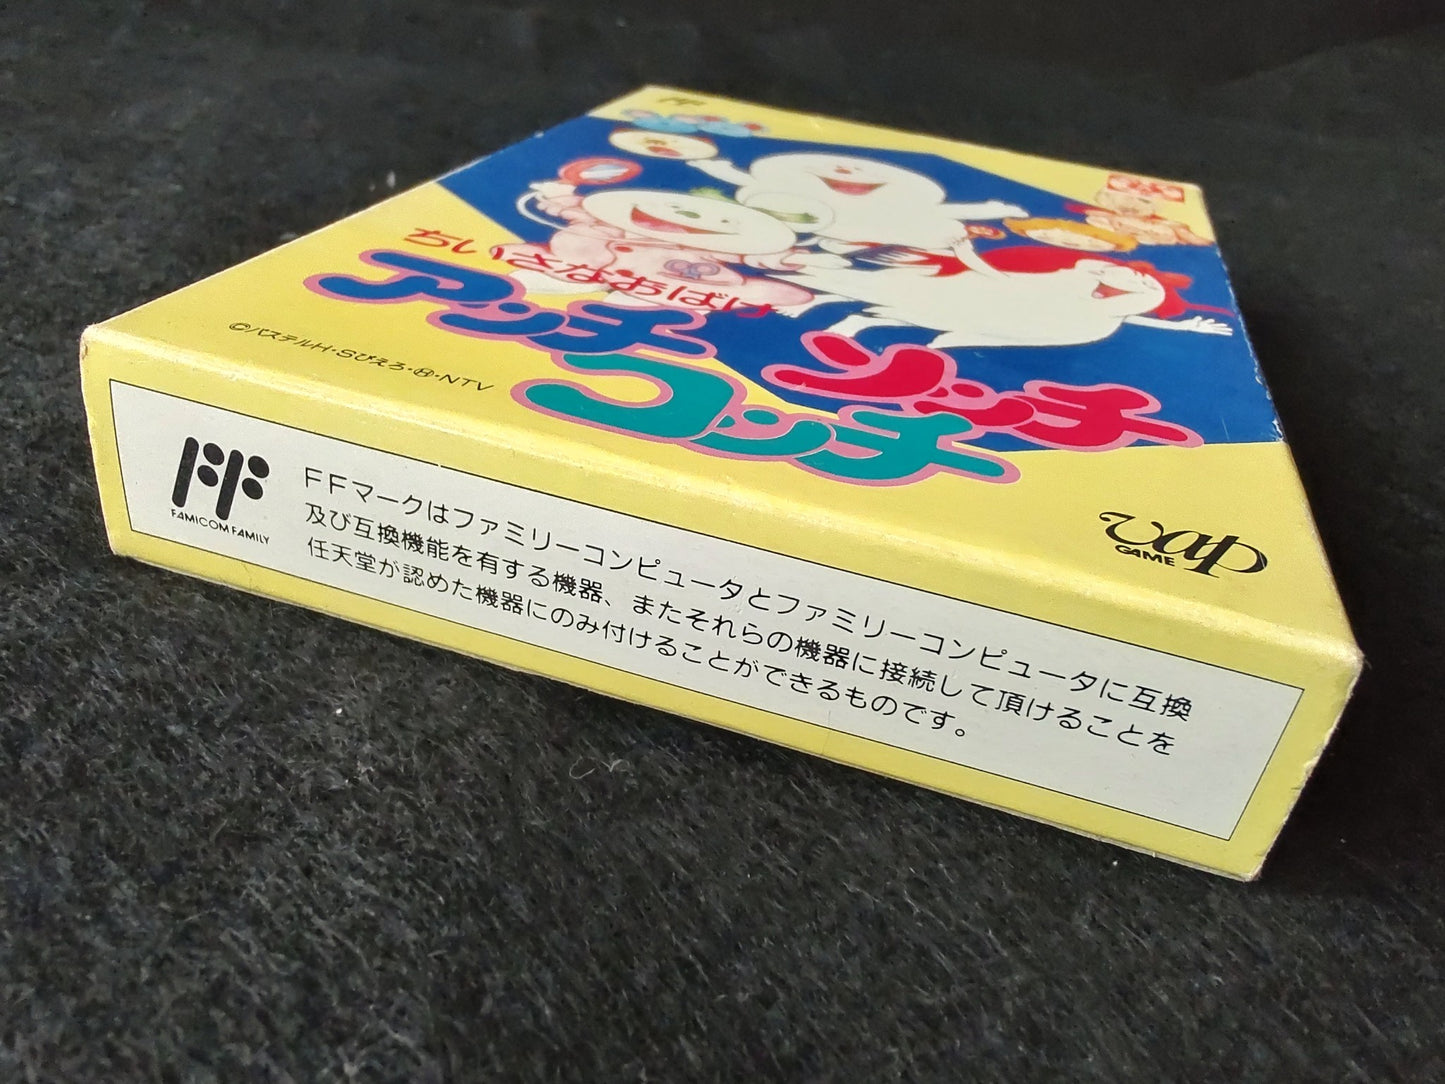 FF
ちいさなおばけ
アッチ ソッチ
コッチ
©パステルH・Sぴえろ・・NTV
vap
GAME
FF
FAMICOM FAMILY
FFマークはファミリーコンピュータとファミリーコンピュータに互換
及び互換機能を有する機器、またそれらの機器に接続して頂けることを
任天堂が認めた機器にのみ付けることができるものです。